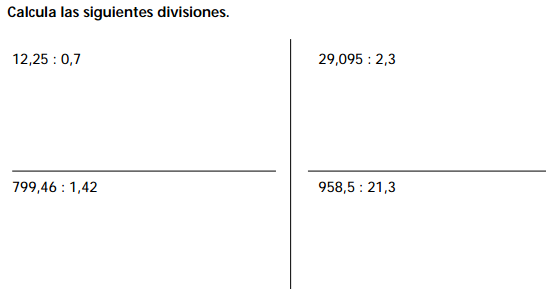 Calcula las siguientes divisiones.
12,25 : 0,7
29,095 : 2,3
799,46 : 1,42
958,5 : 21,3